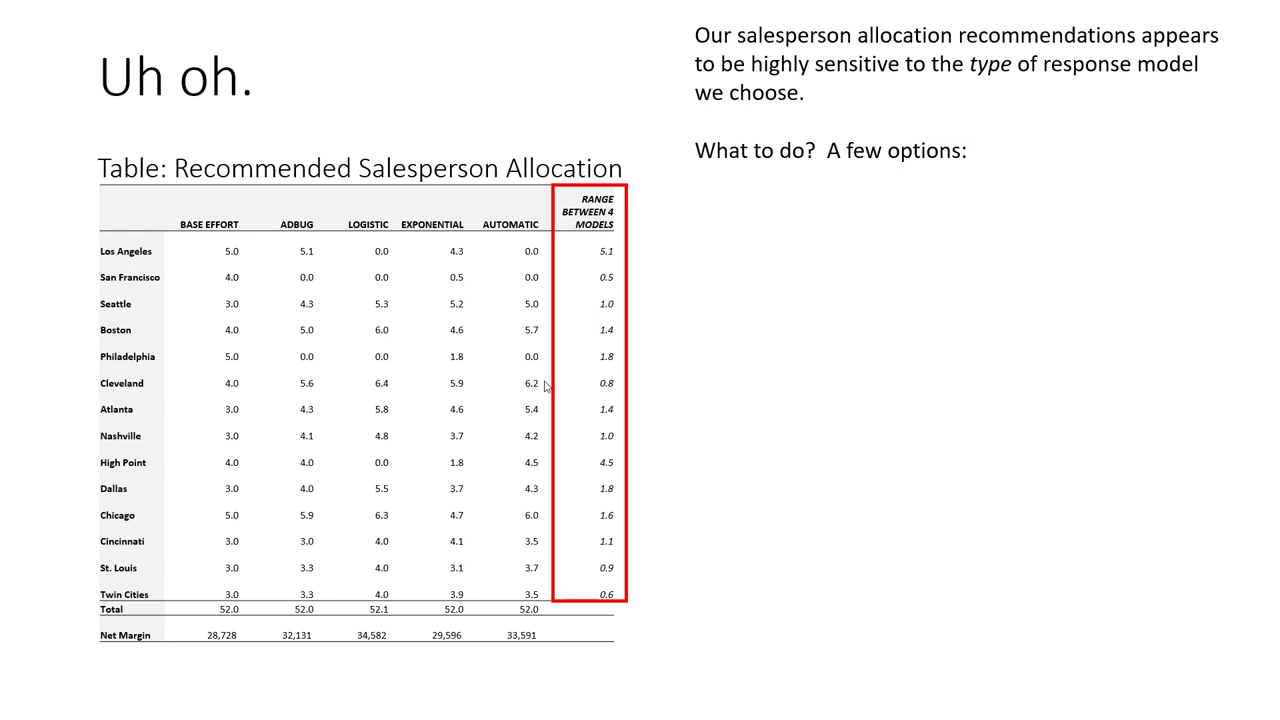 Uh oh.
Our salesperson allocation recommendations appears
to be highly sensitive to the type of response model
we choose.
What to do? A few options:
Table: Recommended Salesperson Allocation
RANGE
BETWEEN 4
BASE EFFORT ADBUG LOGISTIC EXPONENTIAL AUTOMATIC MODELS
Los Angeles 5.0 5.1 0.0 4.3 0.0 5.1
San Francisco 4.0 0.0 0.0 0.5 0.0 0.5
Seattle 3.0 4.3 5.3 5.2 5.0 1.0
Boston 4.0 5.0 6.0 4.6 5.7 1.4
Philadelphia 5.0 0.0 0.0 1.8 0.0 1.8
Cleveland 4.0 5.6 6.4 5.9 6.2 0.8
Atlanta 3.0 4.3 5.8 4.6 5.4 1.4
Nashville 3.0 4.1 4.8 3.7 4.2 1.0
High Point 4.0 4.0 0.0 1.8 4.5 4.5
Dallas 3.0 4.0 5.5 3.7 4.3 1.8
Chicago 5.0 5.9 6.3 4.7 6.0 1.6
Cincinnati 3.0 3.0 4.0 4.1 3.5 1.1
St. Louis 3.0 3.3 4.0 3.1 3.7 0.9
Twin Cities 3.0 3.3 4.0 3.9 3.5 0.6
Total 52.0 52.0 52.1 52.0 52.0
Net Margin 28,728 32,131 34,582 29,596 33,591